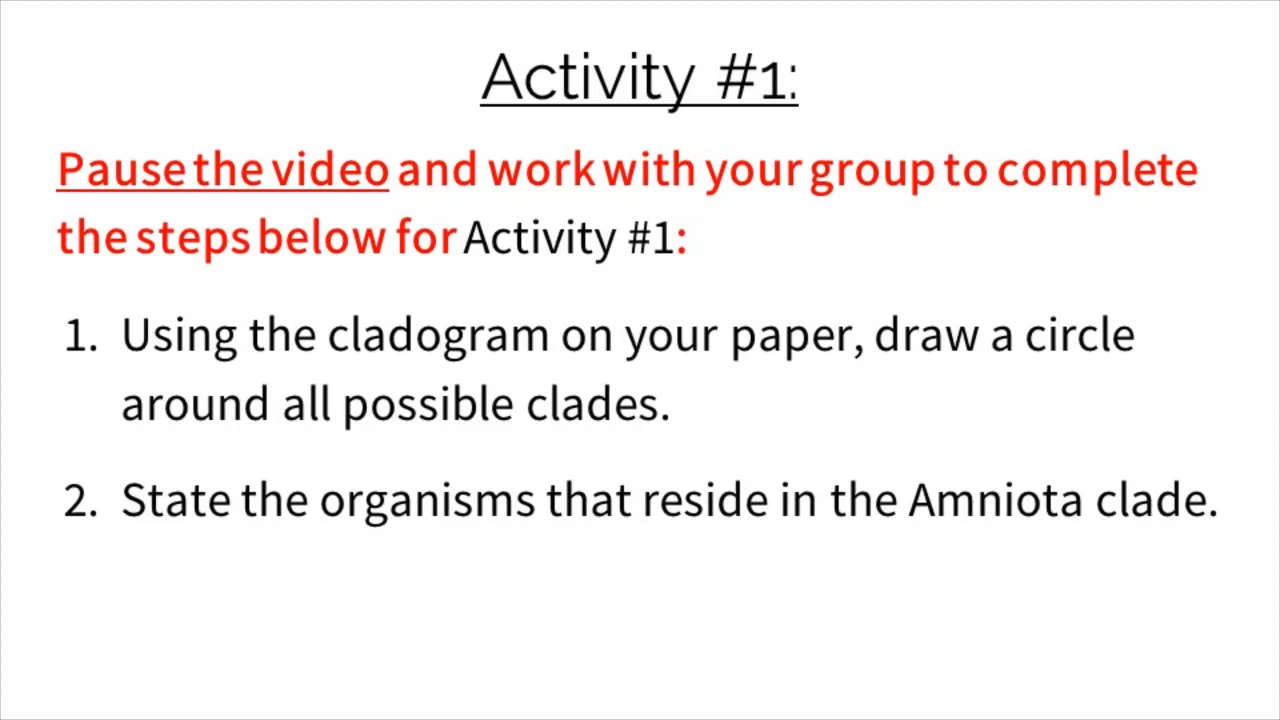 Activity #1:
Pause the video and work with your group to complete
the steps below for Activity #1:
1. Using the cladogram on your paper, draw a circle
around all possible clades.
2. State the organisms that reside in the Amniota clade.